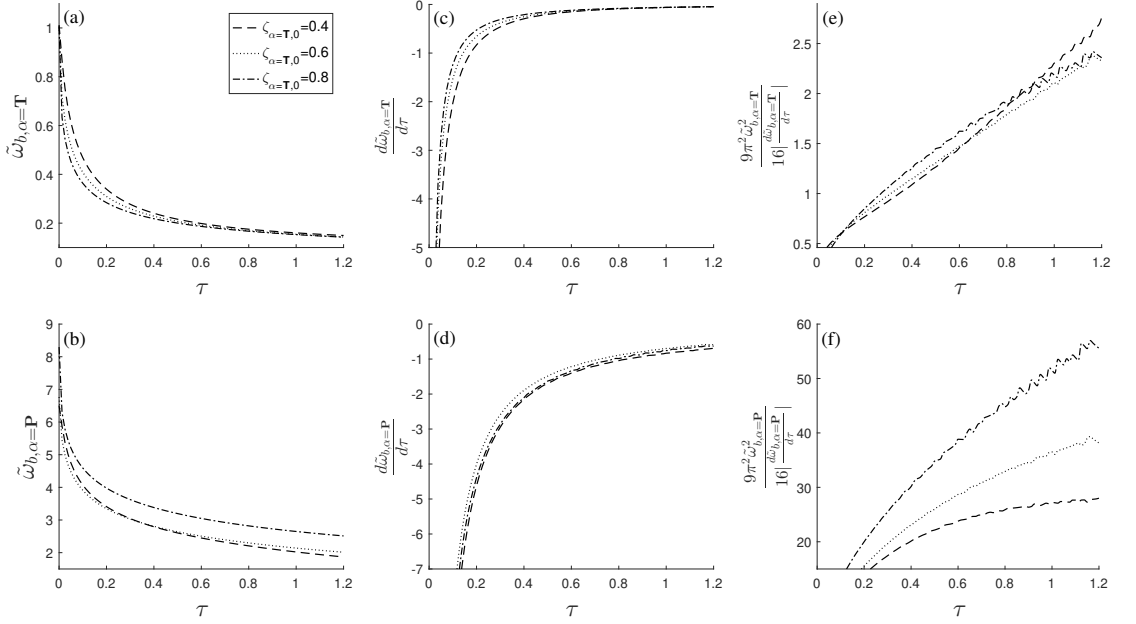 (a)
ζα=T,0=0.4
ζα=T,0=0.6
ζα=T,0=0.8
1
0.8
0.6
0.4
0.2
ω̃b,α=T
0 0.2 0.4 0.6 0.8 1 1.2
τ
(c)
0
-1
-2
-3
-4
-5
dω̃b,α=T
dτ
0 0.2 0.4 0.6 0.8 1 1.2
τ
(e)
2.5
2
1.5
1
0.5
9π²ω̃²b,α=T
16|dω̃b,α=T/dτ|
0 0.2 0.4 0.6 0.8 1 1.2
τ
(b)
9
8
7
6
5
4
3
2
ω̃b,α=P
0 0.2 0.4 0.6 0.8 1 1.2
τ
(d)
0
-1
-2
-3
-4
-5
-6
-7
dω̃b,α=P
dτ
0 0.2 0.4 0.6 0.8 1 1.2
τ
(f)
60
50
40
30
20
9π²ω̃²b,α=P
16|dω̃b,α=P/dτ|
0 0.2 0.4 0.6 0.8 1 1.2
τ